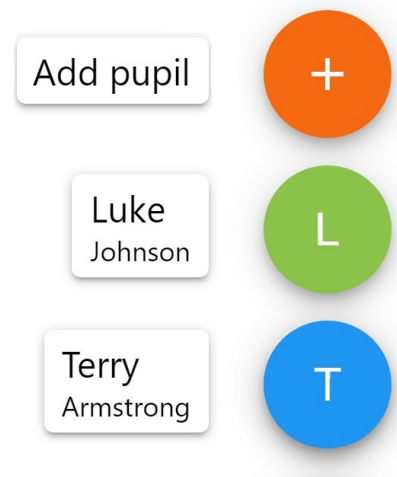 Add pupil +
Luke
Johnson
L
Terry
Armstrong
T